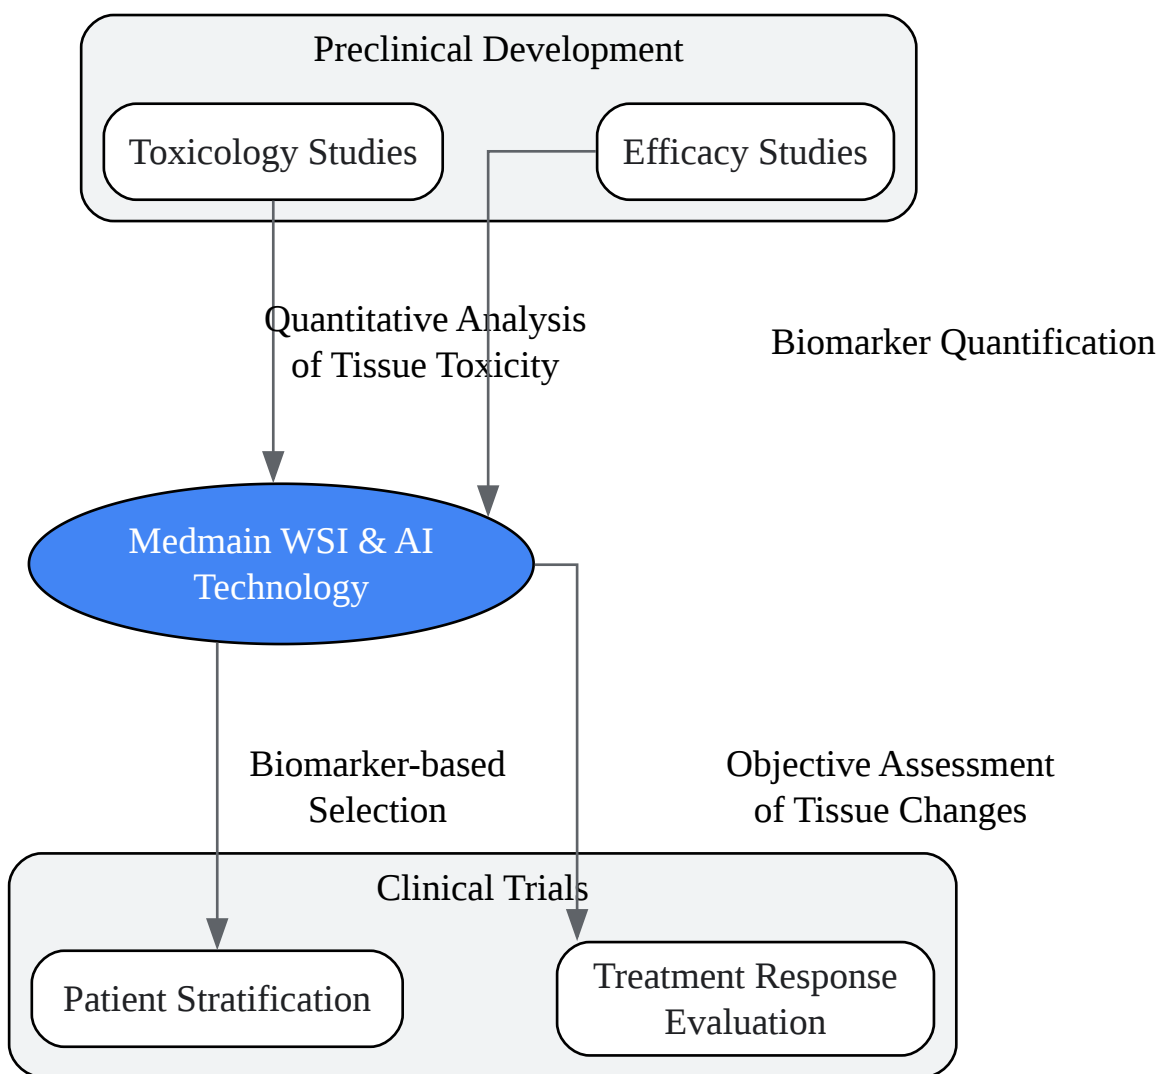 Preclinical Development
Toxicology Studies
Efficacy Studies
Quantitative Analysis
of Tissue Toxicity
Biomarker Quantification
Medmain WSI & AI
Technology
Biomarker-based
Selection
Objective Assessment
of Tissue Changes
Clinical Trials
Patient Stratification
Treatment Response
Evaluation